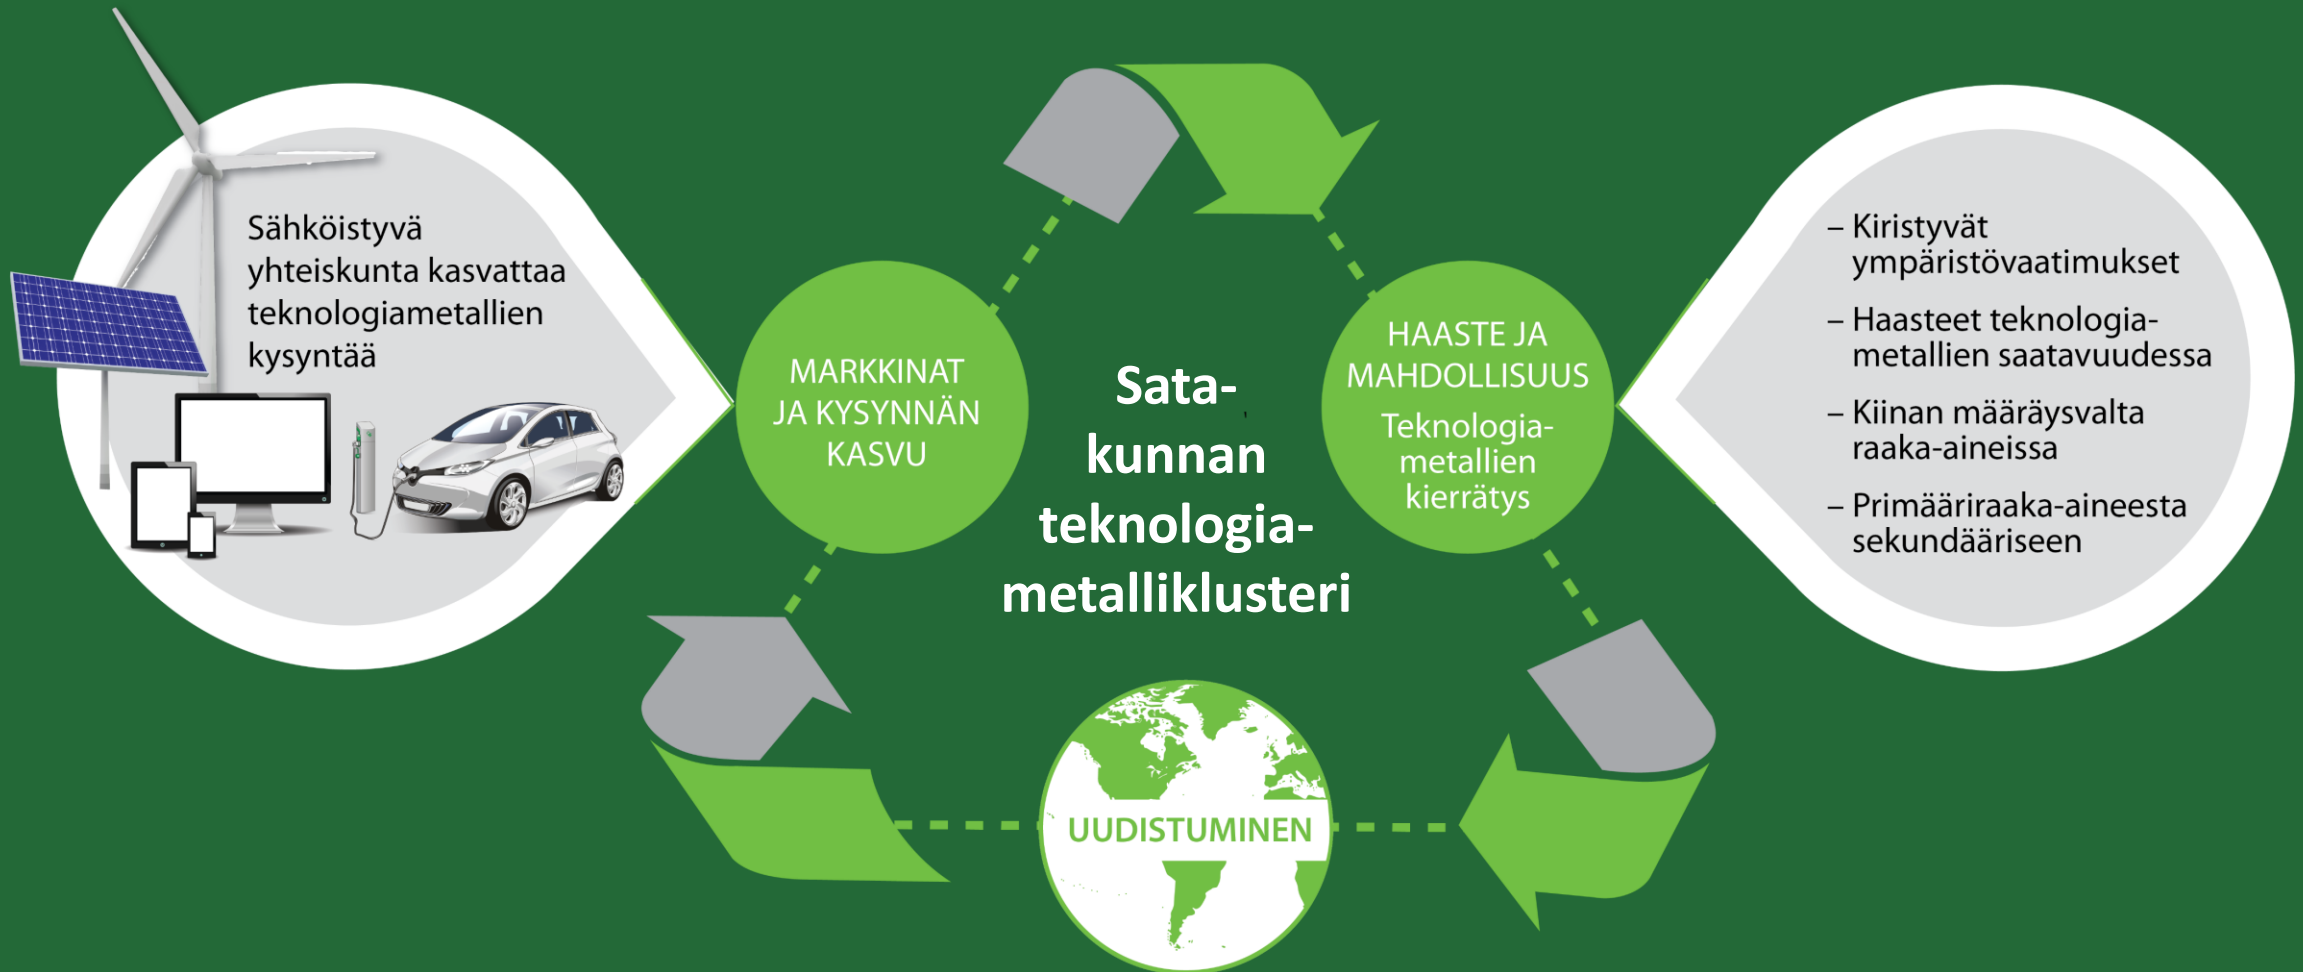 Sähköistyvä
yhteiskunta kasvattaa
teknologiametallien
kysyntää
MARKKINAT
JA KYSYNNÄN
KASVU
Sata-
kunnan
teknologia-
metalliklusteri
HAASTE JA
MAHDOLLISUUS
Teknologia-
metallien
kierrätys
– Kiristyvät
ympäristövaatimukset
– Haasteet teknologia-
metallien saatavuudessa
– Kiinan määräysvalta
raaka-aineissa
– Primääriraaka-aineesta
sekundääriseen
UUDISTUMINEN